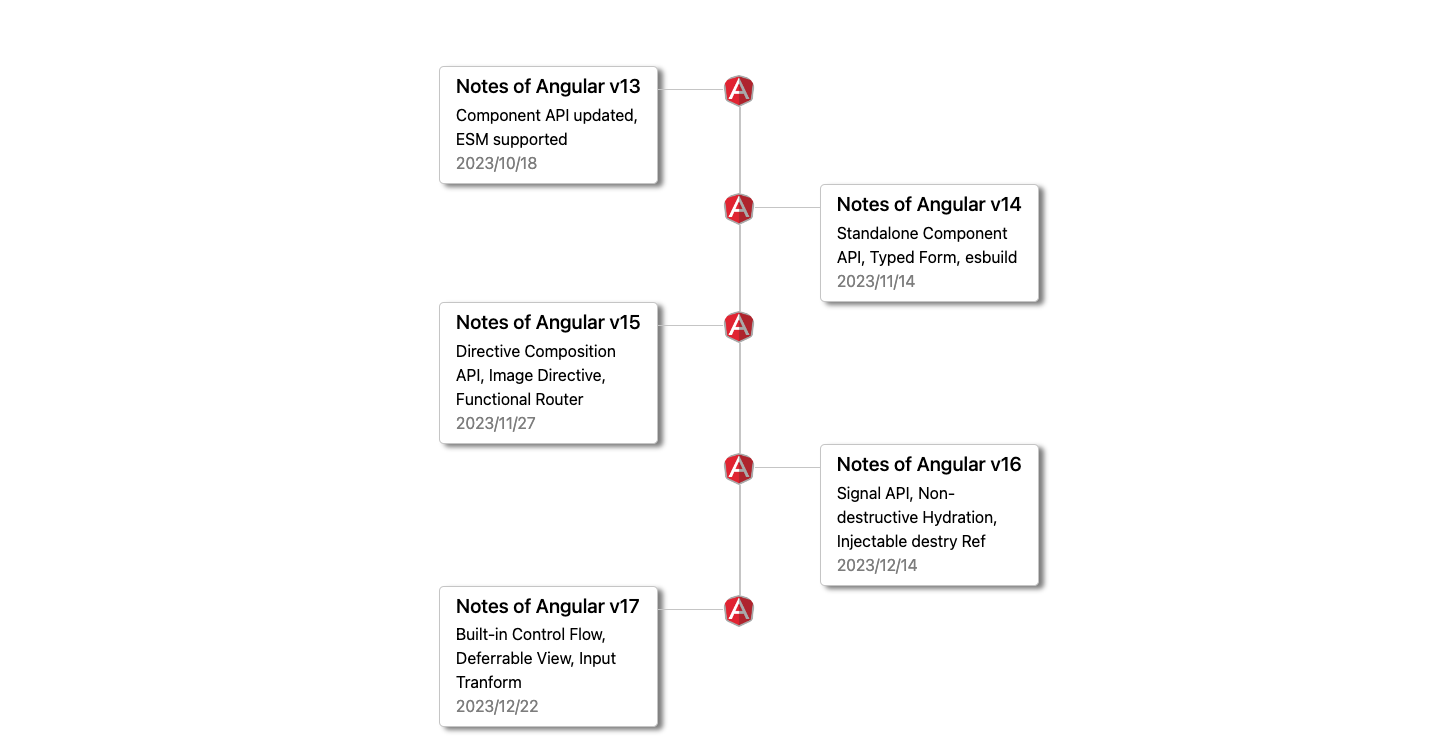 Notes of Angular v13
Component API updated,
ESM supported
2023/10/18
Notes of Angular v14
Standalone Component
API, Typed Form, esbuild
2023/11/14
Notes of Angular v15
Directive Composition
API, Image Directive,
Functional Router
2023/11/27
Notes of Angular v16
Signal API, Non-
destructive Hydration,
Injectable destry Ref
2023/12/14
Notes of Angular v17
Built-in Control Flow,
Deferrable View, Input
Tranform
2023/12/22